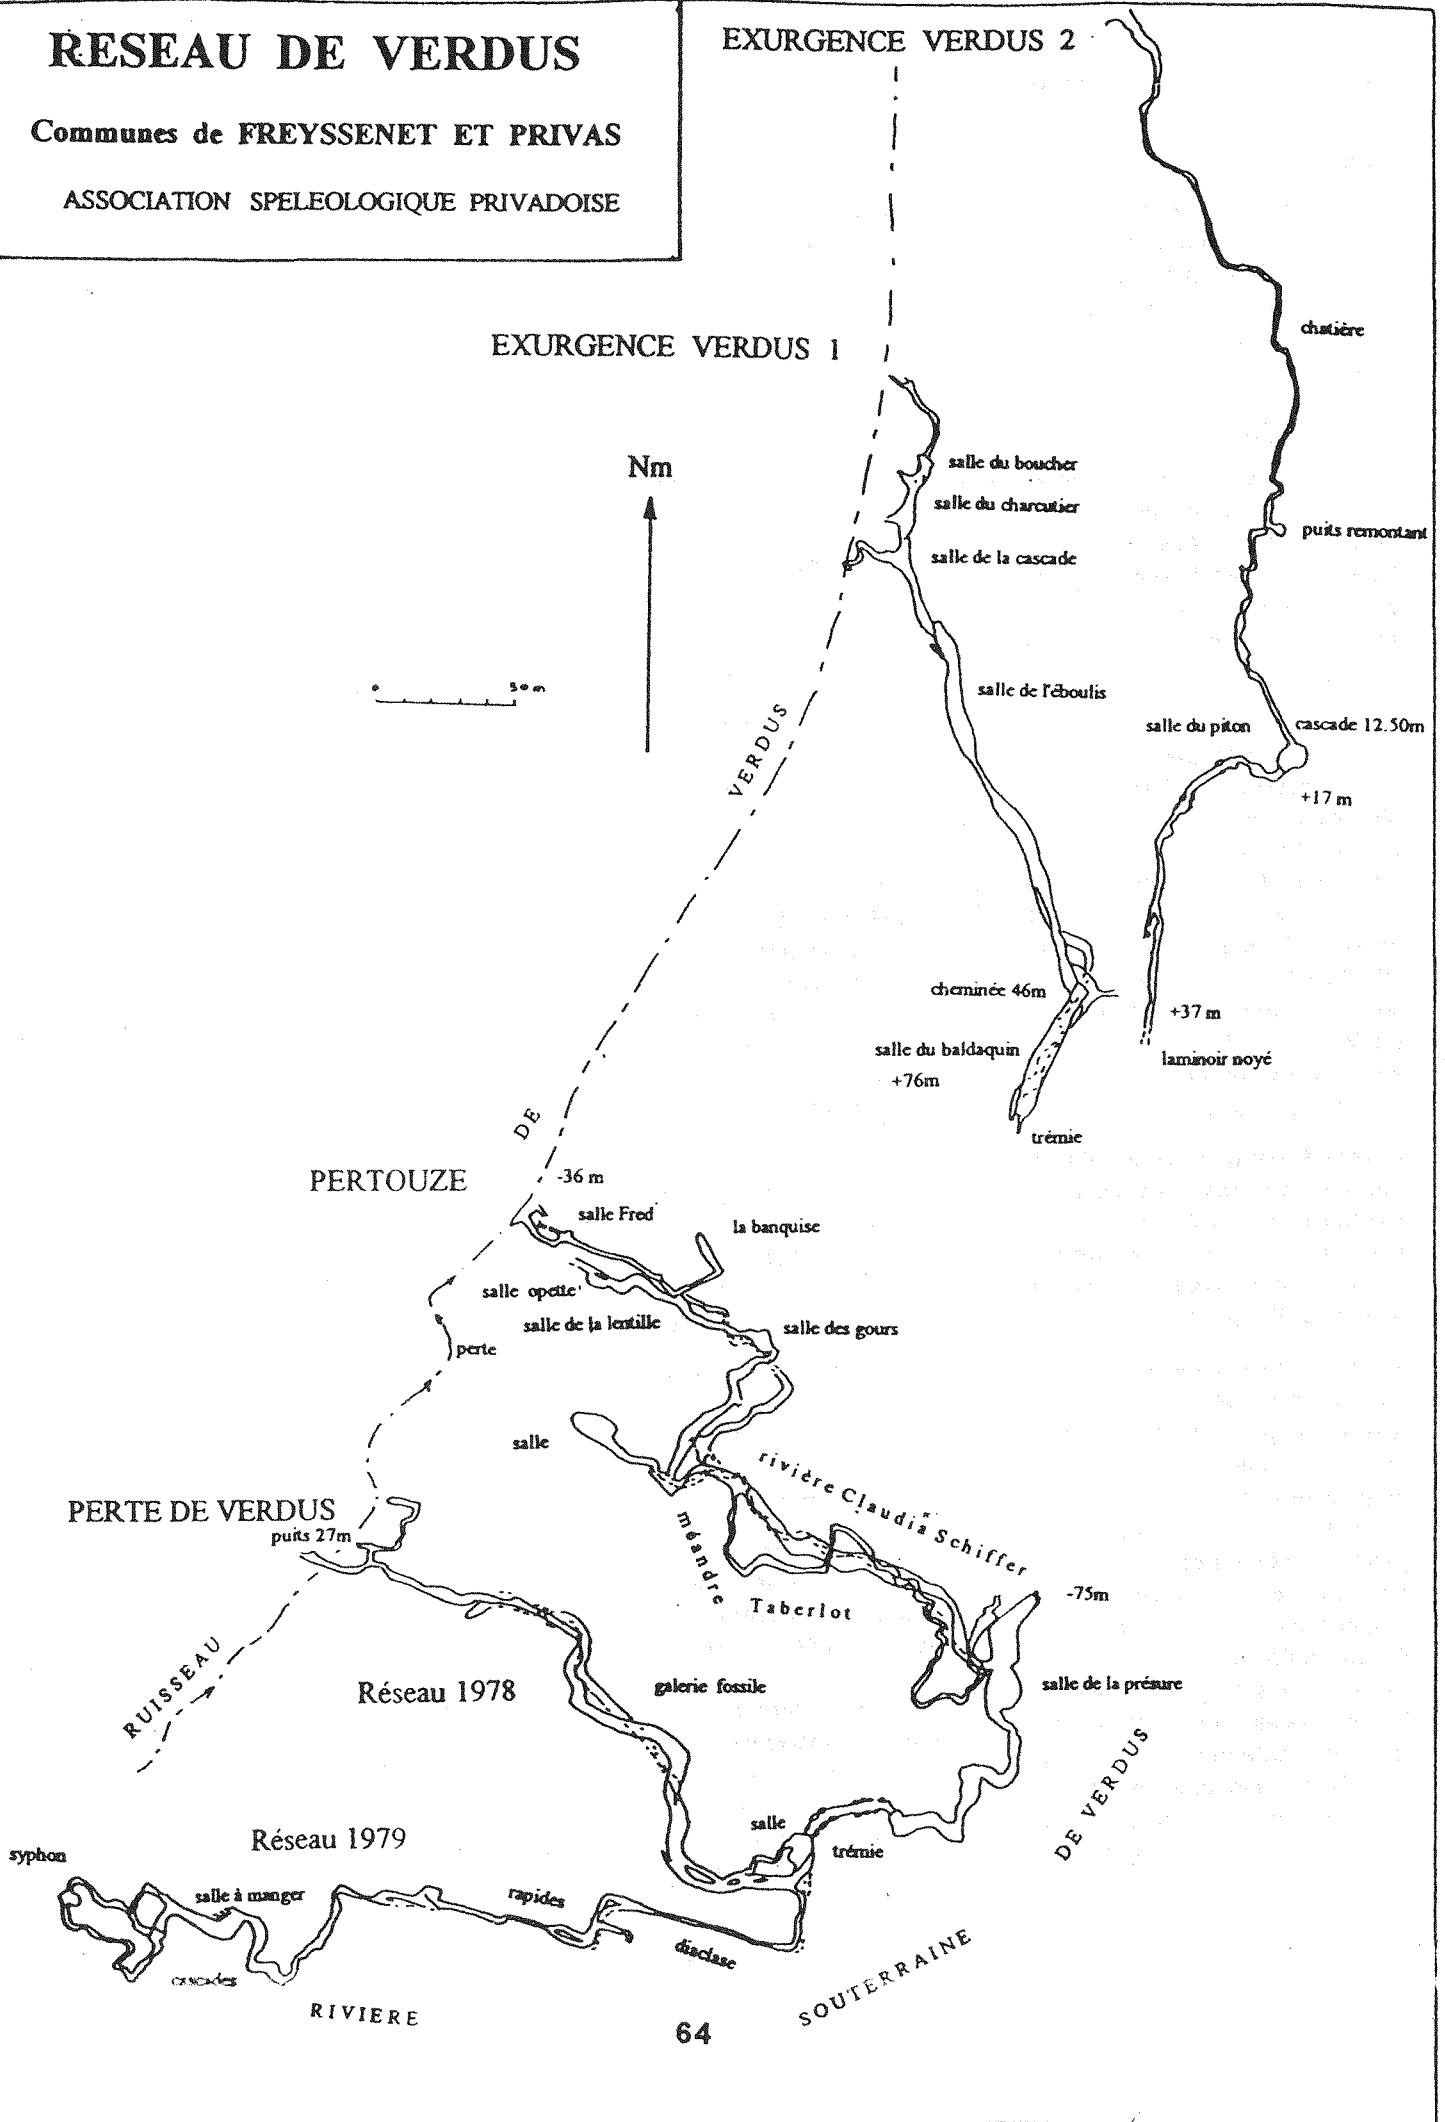 RESEAU DE VERDUS
Communes de FREYSSENET ET PRIVAS
ASSOCIATION SPELEOLOGIQUE PRIVADOISE
EXURGENCE VERDUS 2
chatière
EXURGENCE VERDUS 1
Nm
salle du boucher
salle du charcutier
puits remontant
salle de la cascade
0 50m
salle de l'éboulis
VERDUS
salle du piton
cascade 12.50m
+17 m
cheminée 46m
+37 m
salle du baldaquin
+76m
laminoir noyé
trémie
DE
PERTOUZE
-36 m
salle Fred
la banquise
salle opette
salle de la lentille
salle des gours
perte
salle
rivière Claudia Schiffer
PERTE DE VERDUS
puits 27m
méandre
Taberlot
-75m
RUISSEAU
Réseau 1978
galerie fossile
salle de la présure
DE VERDUS
salle
trémie
Réseau 1979
syphon
salle à manger
rapides
diaclase
cascades
RIVIERE
SOUTERRAINE
64